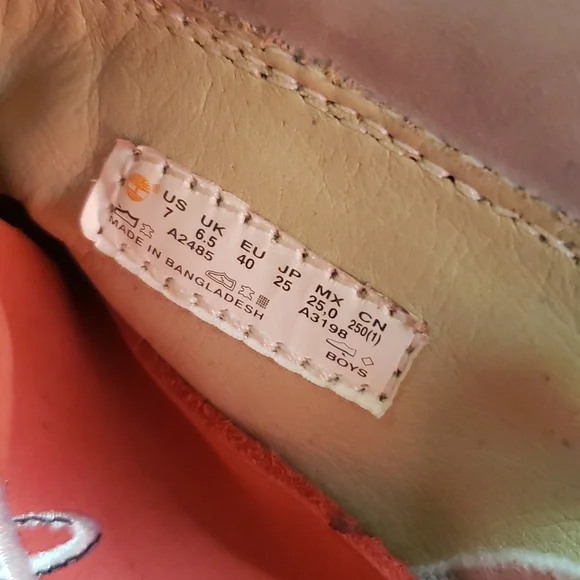 US UK EU JP MX CN
7 6.5 40 25 25,0 250(1)
A2485 A3198
MADE IN BANGLADESH
BOYS